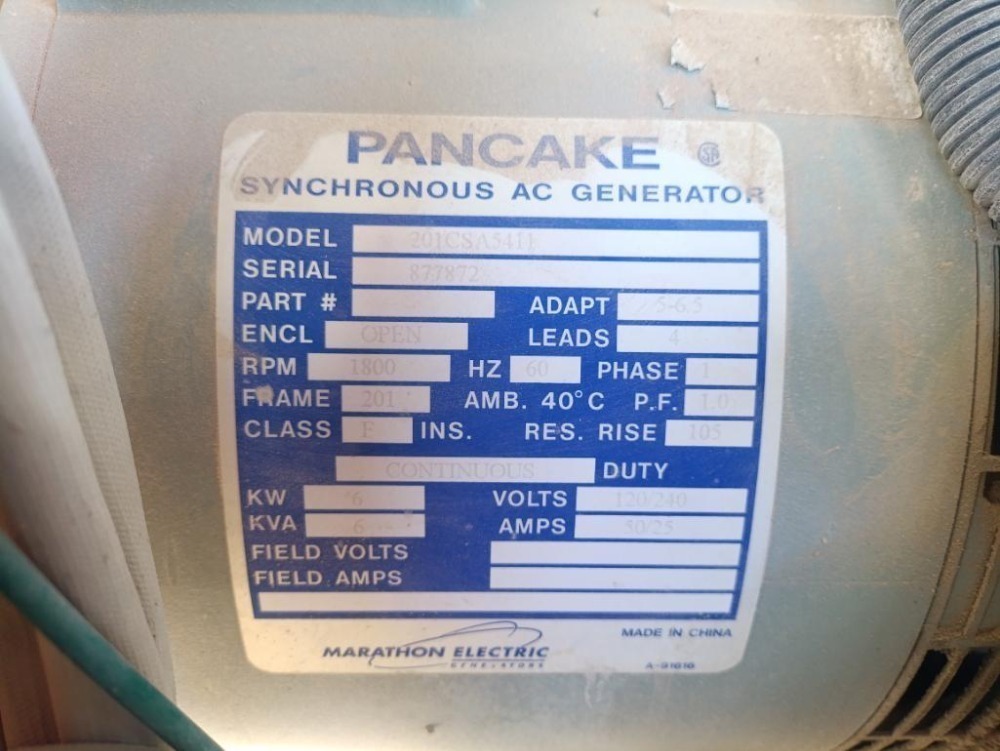 PANCAKE
SYNCHRONOUS AC GENERATOR
MODEL 201CSA5411
SERIAL 877872
PART # ADAPT 5-6.5
ENCL OPEN LEADS 4
RPM 1800 HZ 60 PHASE 1
FRAME 201 AMB. 40°C P.F. 1.0
CLASS F INS. RES. RISE 105
CONTINUOUS DUTY
KW 6 VOLTS 120/240
KVA 6 AMPS 50/25
FIELD VOLTS
FIELD AMPS
MADE IN CHINA
MARATHON ELECTRIC
GENERATORS